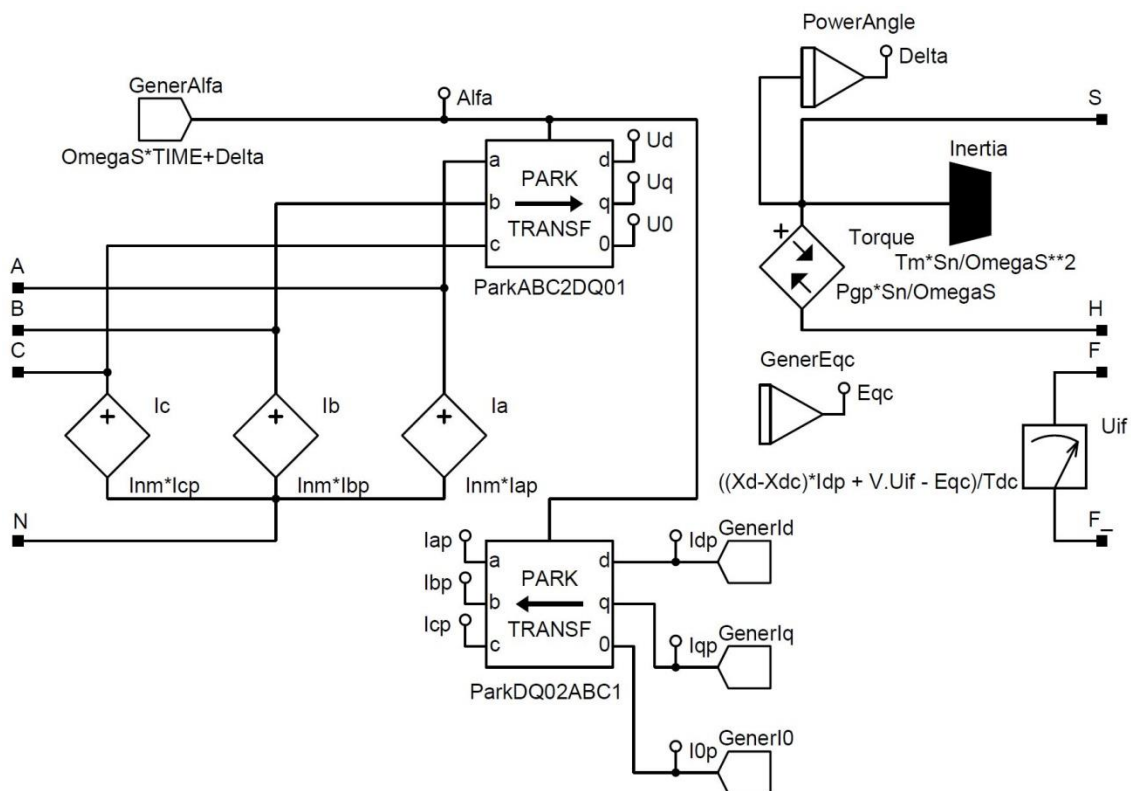 PowerAngle
Delta
GenerAlfa
OmegaS*TIME+Delta
Alfa
S
a
b
c
PARK
TRANSF
d
q
0
Ud
Uq
U0
ParkABC2DQ01
Inertia
Tm*Sn/OmegaS**2
+
Torque
Pgp*Sn/OmegaS
H
A
B
C
N
+
Ic
Inm*Icp
+
Ib
Inm*Ibp
+
Ia
Inm*Iap
GenerEqc
Eqc
((Xd-Xdc)*Idp + V.Uif - Eqc)/Tdc
F
Uif
F_
Iap
Ibp
Icp
a
b
c
PARK
TRANSF
d
q
0
ParkDQ02ABC1
Idp
GenerId
Iqp
GenerIq
I0p
GenerI0